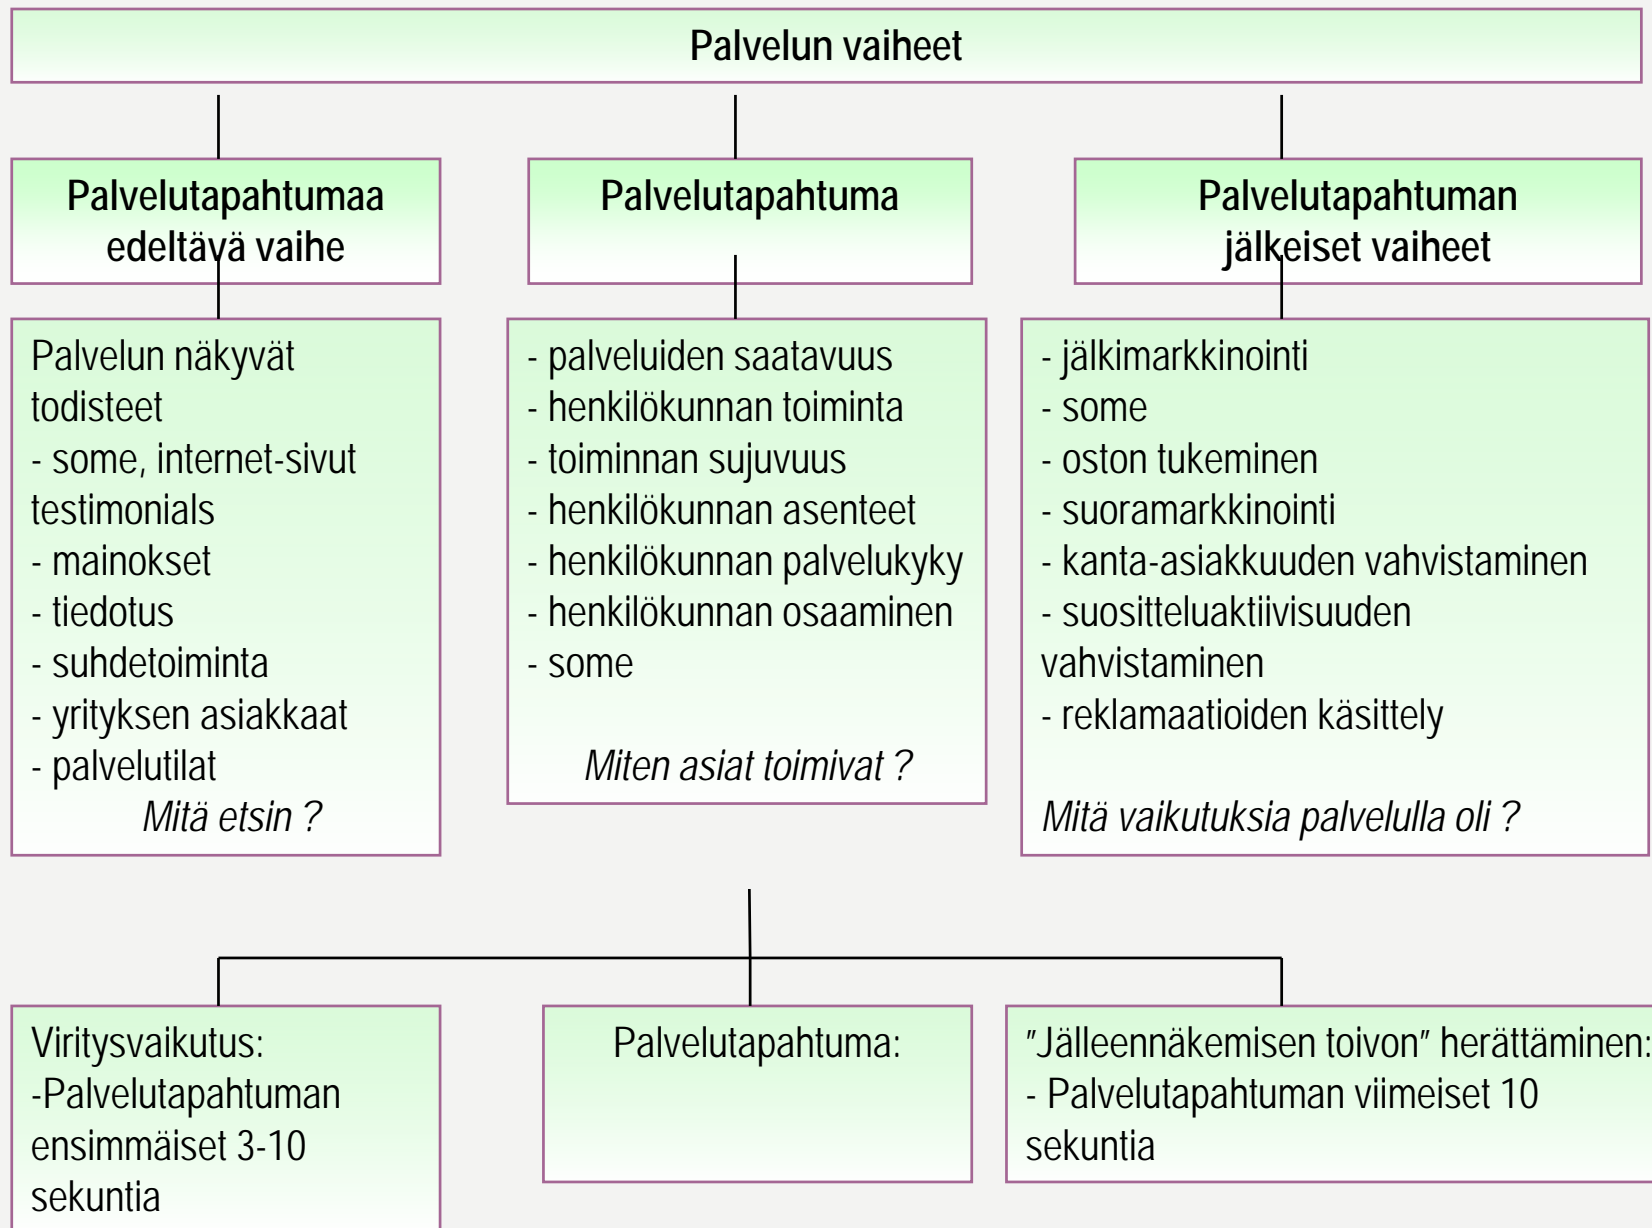 Palvelun vaiheet
Palvelutapahtumaa
edeltävä vaihe
Palvelun näkyvät
todisteet
- some, internet-sivut
testimonials
- mainokset
- tiedotus
- suhdetoiminta
- yrityksen asiakkaat
- palvelutilat
Mitä etsin ?
Palvelutapahtuma
- palveluiden saatavuus
- henkilökunnan toiminta
- toiminnan sujuvuus
- henkilökunnan asenteet
- henkilökunnan palvelukyky
- henkilökunnan osaaminen
- some
Miten asiat toimivat ?
Palvelutapahtuman
jälkeiset vaiheet
- jälkimarkkinointi
- some
- oston tukeminen
- suoramarkkinointi
- kanta-asiakkuuden vahvistaminen
- suositteluaktiivisuuden
vahvistaminen
- reklamaatioiden käsittely
Mitä vaikutuksia palvelulla oli ?
Viritysvaikutus:
-Palvelutapahtuman
ensimmäiset 3-10
sekuntia
Palvelutapahtuma:
"Jälleennäkemisen toivon" herättäminen:
- Palvelutapahtuman viimeiset 10
sekuntia